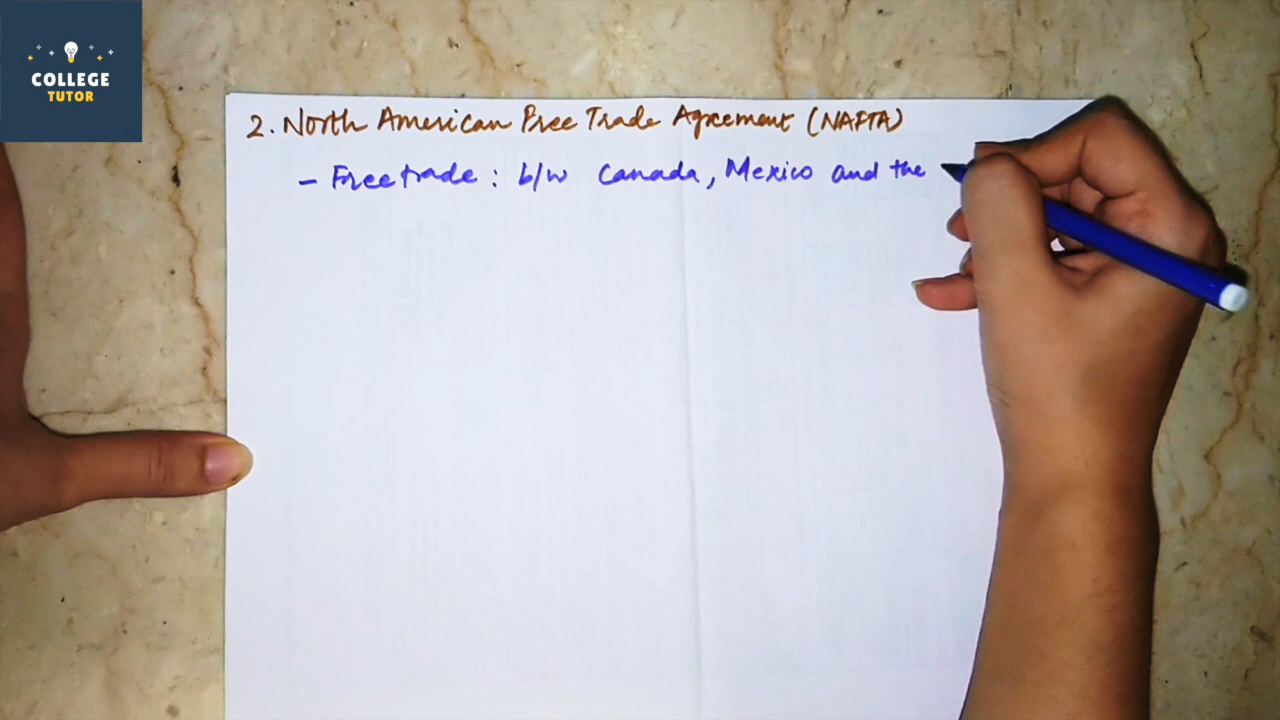 COLLEGE
TUTOR
2. North American Free Trade Agreement (NAFTA)
- Free trade : b/w Canada, Mexico and the